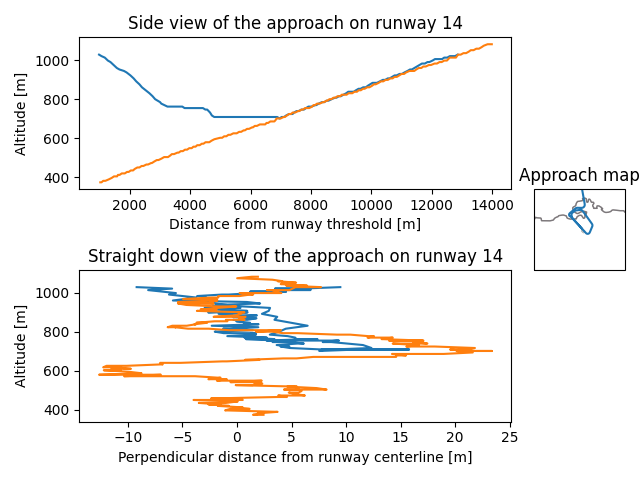 Side view of the approach on runway 14
1000
800
600
400
Altitude [m]
2000 4000 6000 8000 10000 12000 14000
Distance from runway threshold [m]
Approach map
Straight down view of the approach on runway 14
1000
800
600
400
Altitude [m]
−10 −5 0 5 10 15 20 25
Perpendicular distance from runway centerline [m]